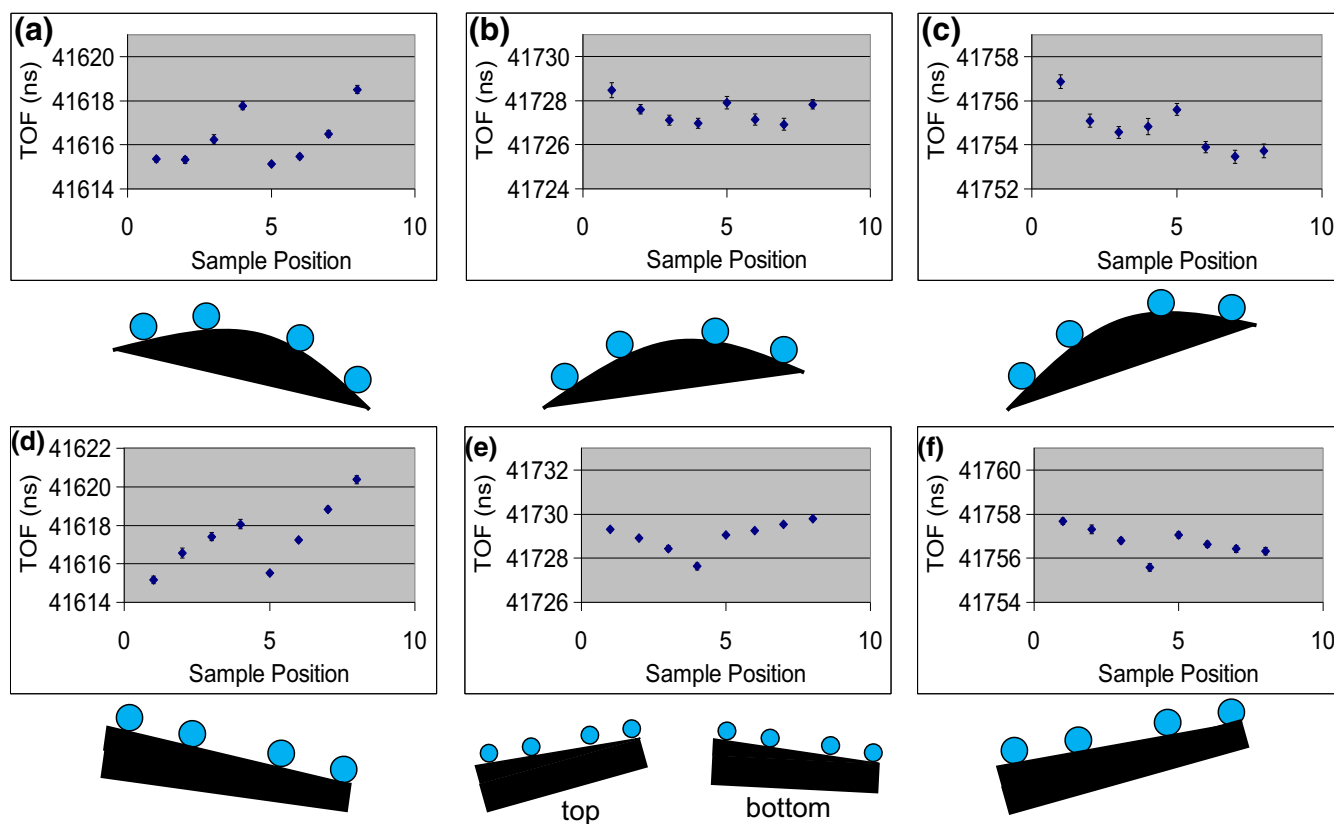 (a)
TOF (ns)
41620
41618
41615
41614
0 5 10
Sample Position
(b)
TOF (ns)
41730
41728
41726
41724
0 5 10
Sample Position
(c)
TOF (ns)
41758
41756
41754
41752
0 5 10
Sample Position
(d)
TOF (ns)
41622
41620
41618
41616
41614
0 5 10
Sample Position
(e)
TOF (ns)
41732
41730
41728
41726
0 5 10
Sample Position
(f)
TOF (ns)
41760
41758
41756
41754
0 5 10
Sample Position
top bottom